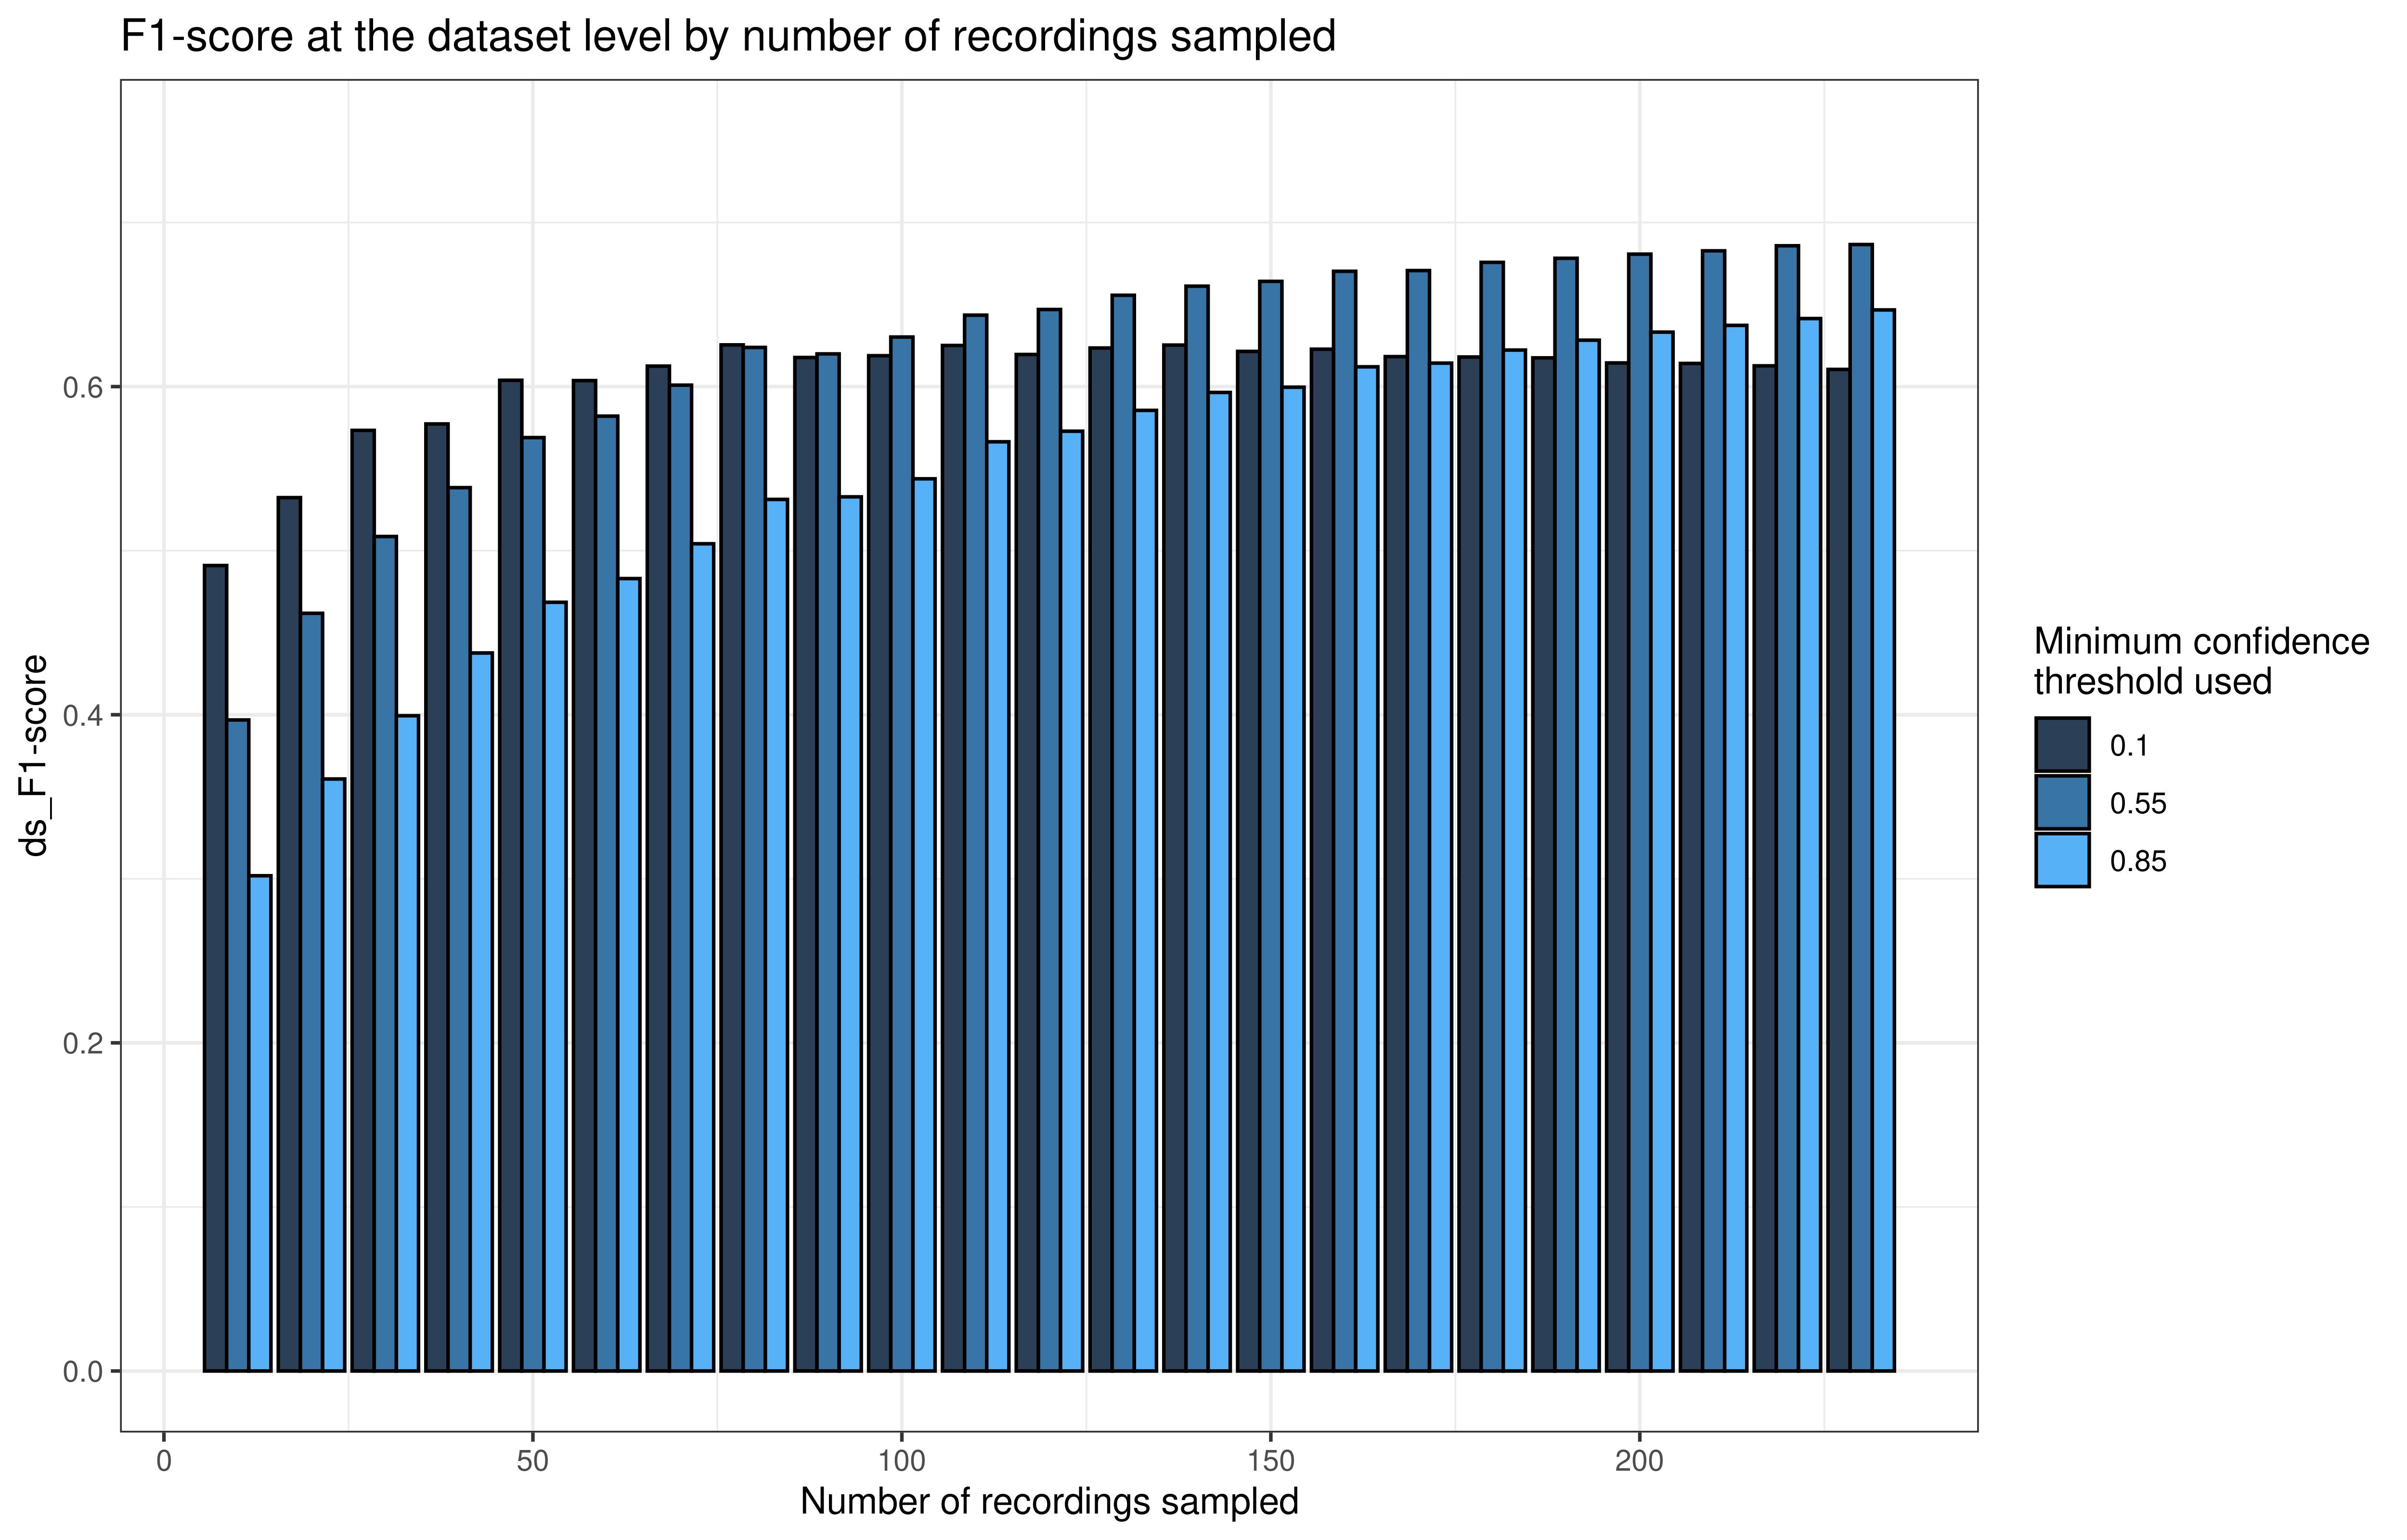 F1-score at the dataset level by number of recordings sampled
ds_F1-score
0.6
0.4
0.2
0.0
0
50
100
150
200
Number of recordings sampled
Minimum confidence
threshold used
0.1
0.55
0.85